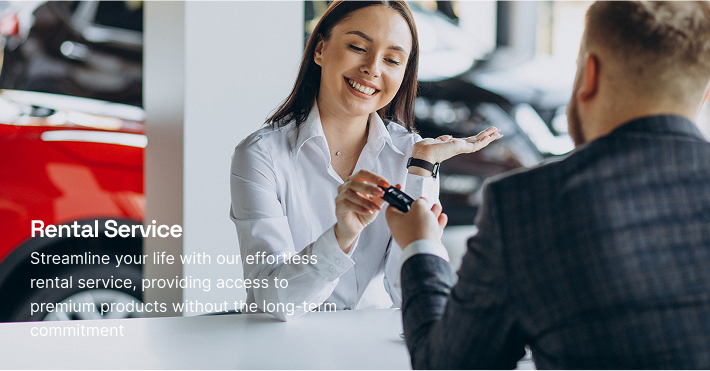 Rental Service
Streamline your life with our effortless
rental service, providing access to
premium products without the long-term
commitment